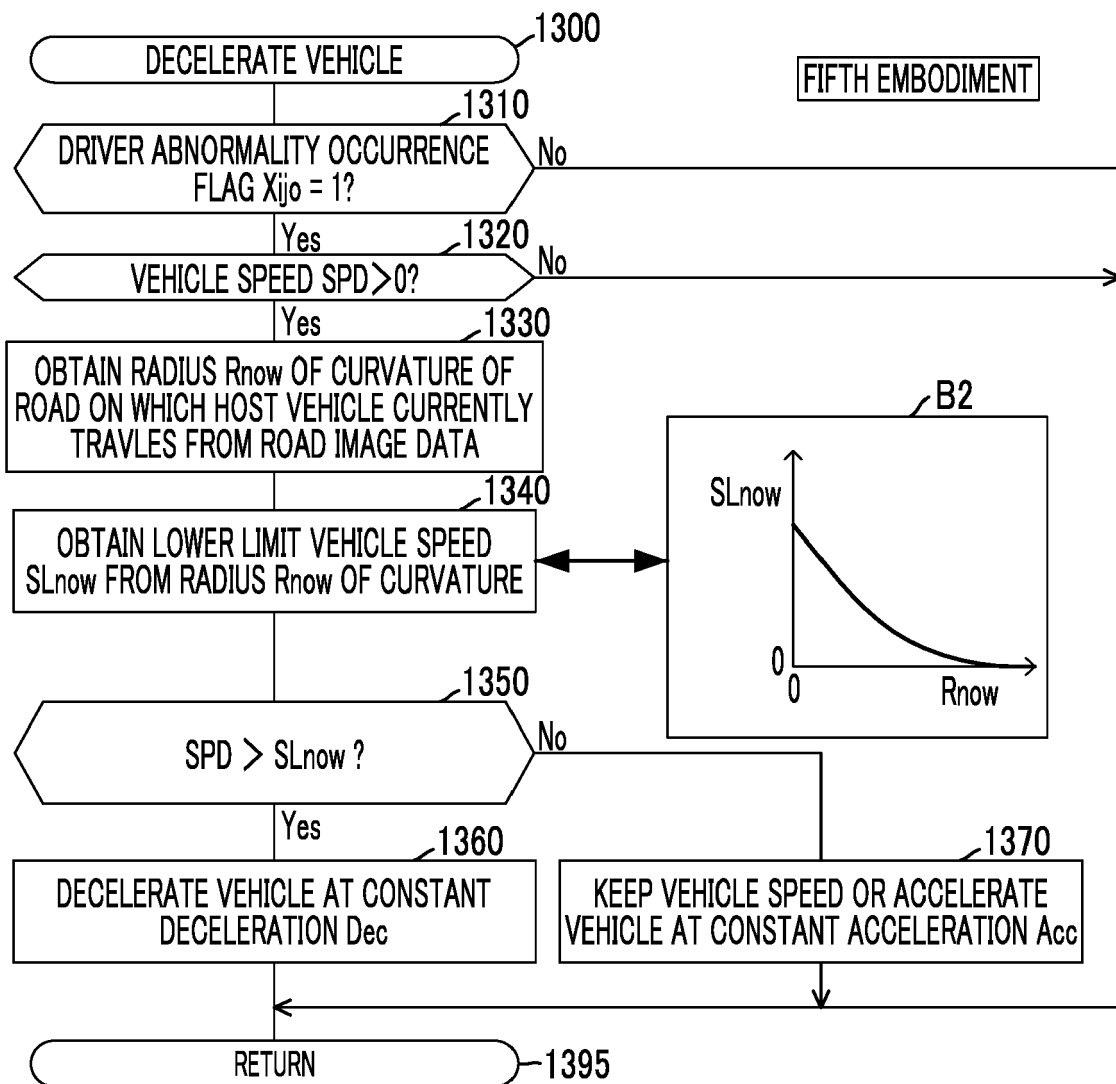 1300
DECELERATE VEHICLE
FIFTH EMBODIMENT
1310
DRIVER ABNORMALITY OCCURRENCE
FLAG Xijo = 1?
No
Yes
1320
VEHICLE SPEED SPD>0?
No
Yes
1330
OBTAIN RADIUS Rnow OF CURVATURE OF
ROAD ON WHICH HOST VEHICLE CURRENTLY
TRAVLES FROM ROAD IMAGE DATA
B2
SLnow
0
0
Rnow
1340
OBTAIN LOWER LIMIT VEHICLE SPEED
SLnow FROM RADIUS Rnow OF CURVATURE
1350
SPD > SLnow ?
No
Yes
1360
DECELERATE VEHICLE AT CONSTANT
DECELERATION Dec
1370
KEEP VEHICLE SPEED OR ACCELERATE
VEHICLE AT CONSTANT ACCELERATION Acc
RETURN
1395